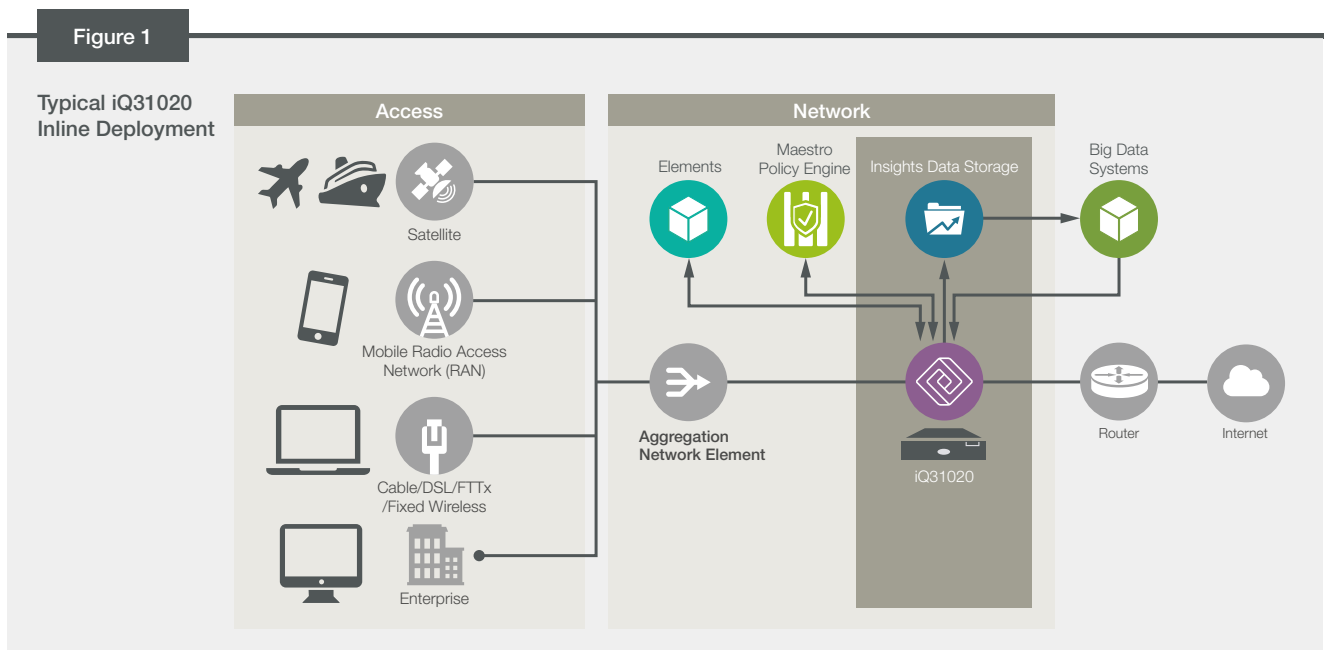 Figure 1
Typical iQ31020
Inline Deployment
Access
Network
Satellite
Mobile Radio Access
Network (RAN)
Cable/DSL/FTTx
/Fixed Wireless
Enterprise
Elements
Maestro
Policy Engine
Insights Data Storage
Big Data
Systems
Aggregation
Network Element
iQ31020
Router
Internet